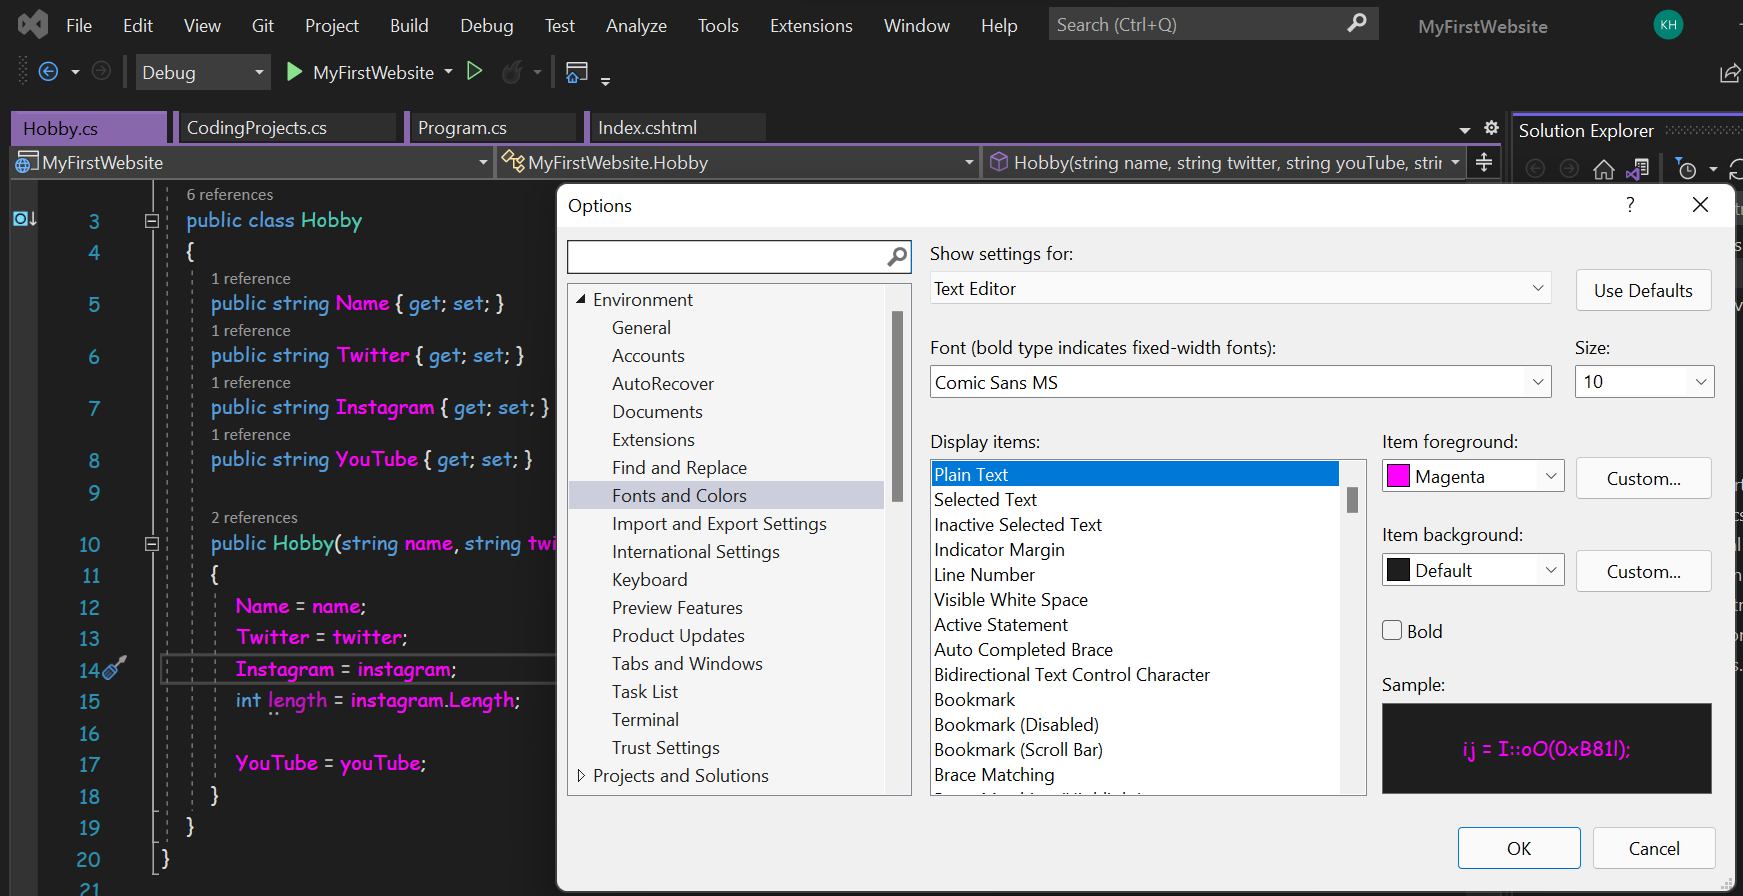 File Edit View Git Project Build Debug Test Analyze Tools Extensions Window Help Search (Ctrl+Q) MyFirstWebsite KH
Debug MyFirstWebsite
Hobby.cs CodingProjects.cs Program.cs Index.cshtml Solution Explorer
MyFirstWebsite MyFirstWebsite.Hobby Hobby(string name, string twitter, string youTube, strir
6 references
3 public class Hobby
4 {
1 reference
5 public string Name { get; set; }
1 reference
6 public string Twitter { get; set; }
1 reference
7 public string Instagram { get; set; }
1 reference
8 public string YouTube { get; set; }
9
2 references
10 public Hobby(string name, string twi
11 {
12 Name = name;
13 Twitter = twitter;
14 Instagram = instagram;
15 int length = instagram.Length;
16
17 YouTube = youTube;
18 }
19 }
20 }
21
Options ?
Environment
General
Accounts
AutoRecover
Documents
Extensions
Find and Replace
Fonts and Colors
Import and Export Settings
International Settings
Keyboard
Preview Features
Product Updates
Tabs and Windows
Task List
Terminal
Trust Settings
Projects and Solutions
Show settings for:
Text Editor
Use Defaults
Font (bold type indicates fixed-width fonts):
Size:
Comic Sans MS
10
Display items:
Plain Text
Selected Text
Inactive Selected Text
Indicator Margin
Line Number
Visible White Space
Active Statement
Auto Completed Brace
Bidirectional Text Control Character
Bookmark
Bookmark (Disabled)
Bookmark (Scroll Bar)
Brace Matching
Item foreground:
Magenta
Custom...
Item background:
Default
Custom...
Bold
Sample:
ij = I::oO(0xB81l);
OK
Cancel